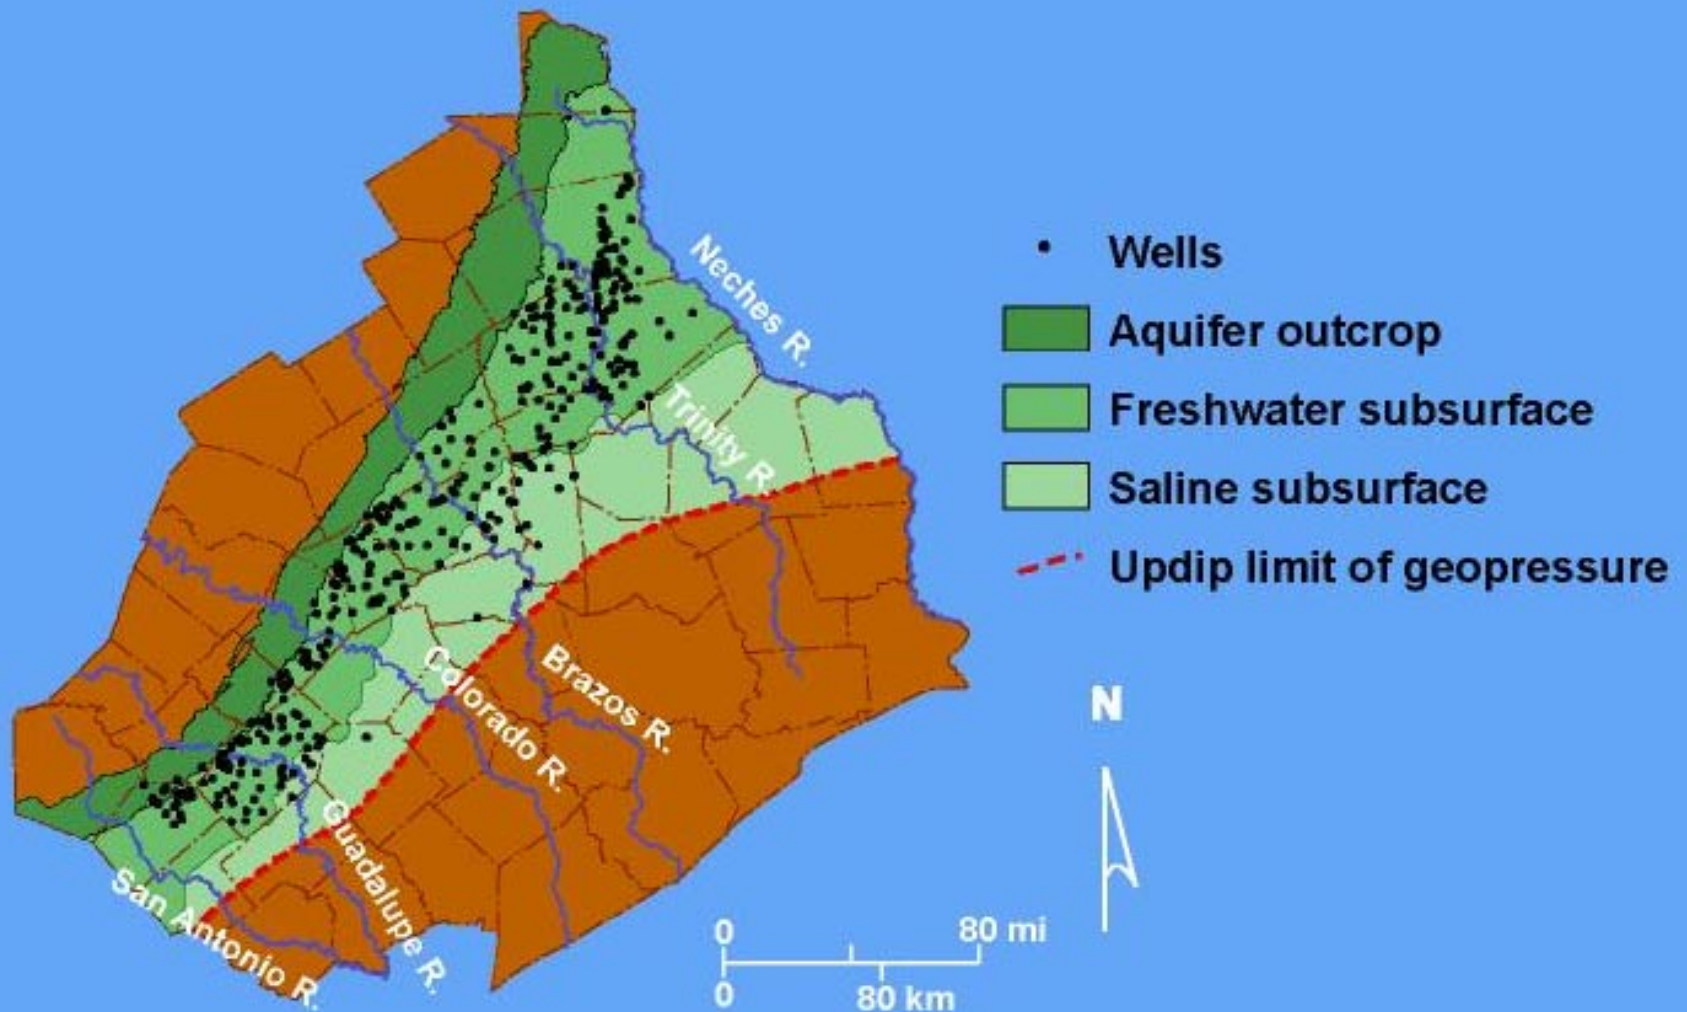 Neches R.
Trinity R.
Brazos R.
Colorado R.
Guadalupe R.
San Antonio R.
Wells
Aquifer outcrop
Freshwater subsurface
Saline subsurface
Updip limit of geopressure
N
0 80 mi
0 80 km